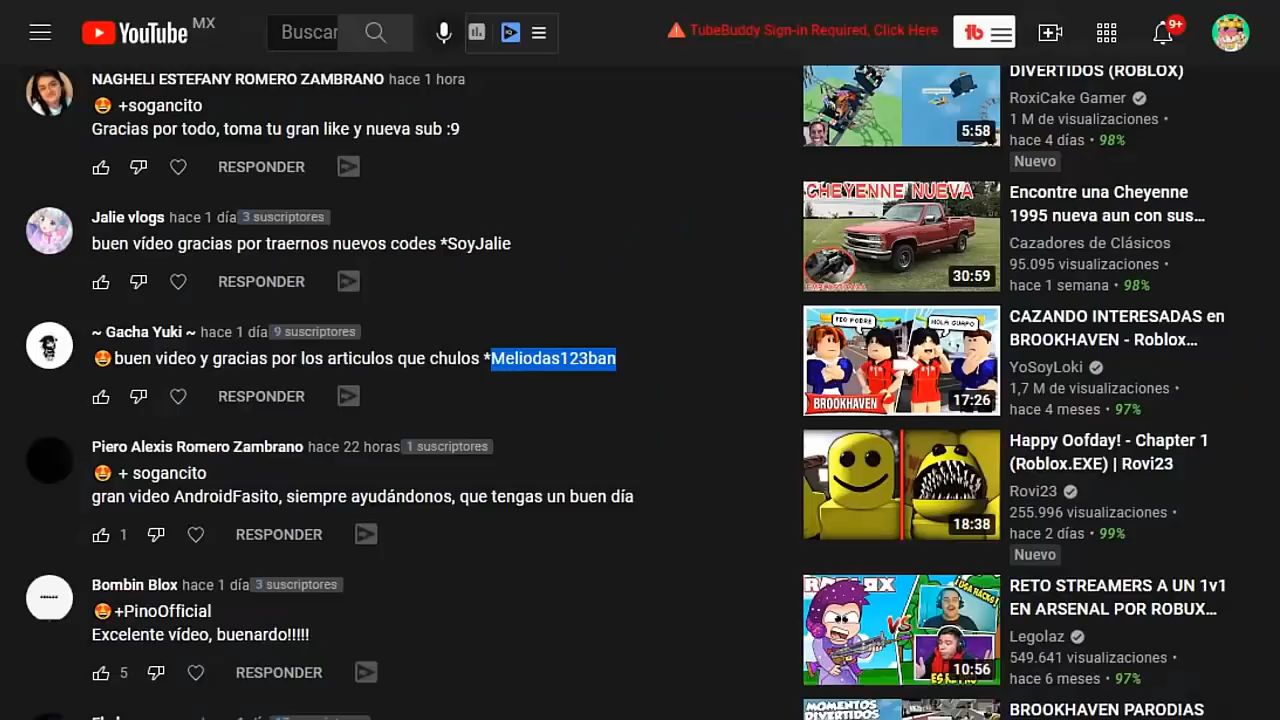 YouTube MX
Buscar
TubeBuddy Sign-in Required, Click Here
tb
9+
NAGHELI ESTEFANY ROMERO ZAMBRANO hace 1 hora
🤩 +sogancito
Gracias por todo, toma tu gran like y nueva sub :9
RESPONDER
Jalie vlogs hace 1 día 3 suscriptores
buen vídeo gracias por traernos nuevos codes *SoyJalie
RESPONDER
~ Gacha Yuki ~ hace 1 día 9 suscriptores
🤩buen video y gracias por los articulos que chulos *Meliodas123ban
RESPONDER
Piero Alexis Romero Zambrano hace 22 horas 1 suscriptores
🤩 + sogancito
gran video AndroidFasito, siempre ayudándonos, que tengas un buen día
1 RESPONDER
Bombin Blox hace 1 día 3 suscriptores
🤩+PinoOfficial
Excelente vídeo, buenardo!!!!!
5 RESPONDER
5:58
DIVERTIDOS (ROBLOX)
RoxiCake Gamer
1 M de visualizaciones •
hace 4 días • 98%
Nuevo
CHEYENNE NUEVA
30:59
Encontre una Cheyenne
1995 nueva aun con sus...
Cazadores de Clásicos
95.095 visualizaciones •
hace 1 semana • 98%
HOLA GUAPO
BROOKHAVEN
17:26
CAZANDO INTERESADAS en
BROOKHAVEN - Roblox...
YoSoyLoki
1,7 M de visualizaciones •
hace 4 meses • 97%
18:38
Happy Oofday! - Chapter 1
(Roblox.EXE) | Rovi23
Rovi23
255.996 visualizaciones •
hace 2 días • 99%
Nuevo
ROBLOX
¡USA HACKS!
VS
10:56
RETO STREAMERS A UN 1v1
EN ARSENAL POR ROBUX...
Legolaz
549.641 visualizaciones •
hace 6 meses • 97%
MOMENTOS
BROOKHAVEN PARODIAS